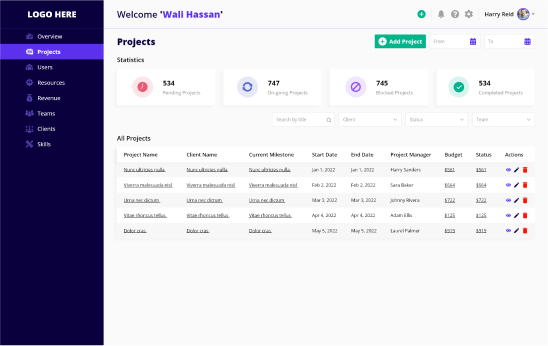 LOGO HERE
Overview
Projects
Users
Resources
Revenue
Teams
Clients
Skills
Welcome 'Wali Hassan'
Harry Reid
Projects
Add Project
From
To
Statistics
534
Pending Projects
747
On-going Projects
745
Blocked Projects
534
Completed Projects
Search by title
Client
Status
Team
All Projects
Project Name Client Name Current Milestone Start Date End Date Project Manager Budget Status Actions
Nunc ultrices nulla. Nunc ultrices nulla. Nunc ultrices nulla. Jan 1, 2022 Jan 1, 2022 Harry Sanders $561 $561
Viverra malesuada nisl. Viverra malesuada nisl. Viverra malesuada nisl. Feb 2, 2022 Feb 2, 2022 Sara Baker $664 $664
Urna nec dictum. Urna nec dictum. Urna nec dictum. Mar 3, 2022 Mar 3, 2022 Johnny Rivera $722 $722
Vitae rhoncus tellus. Vitae rhoncus tellus. Vitae rhoncus tellus. Apr 4, 2022 Apr 4, 2022 Adam Ellis $125 $125
Dolor cras. Dolor cras. Dolor cras. May 5, 2022 May 5, 2022 Laurel Palmer $919 $919